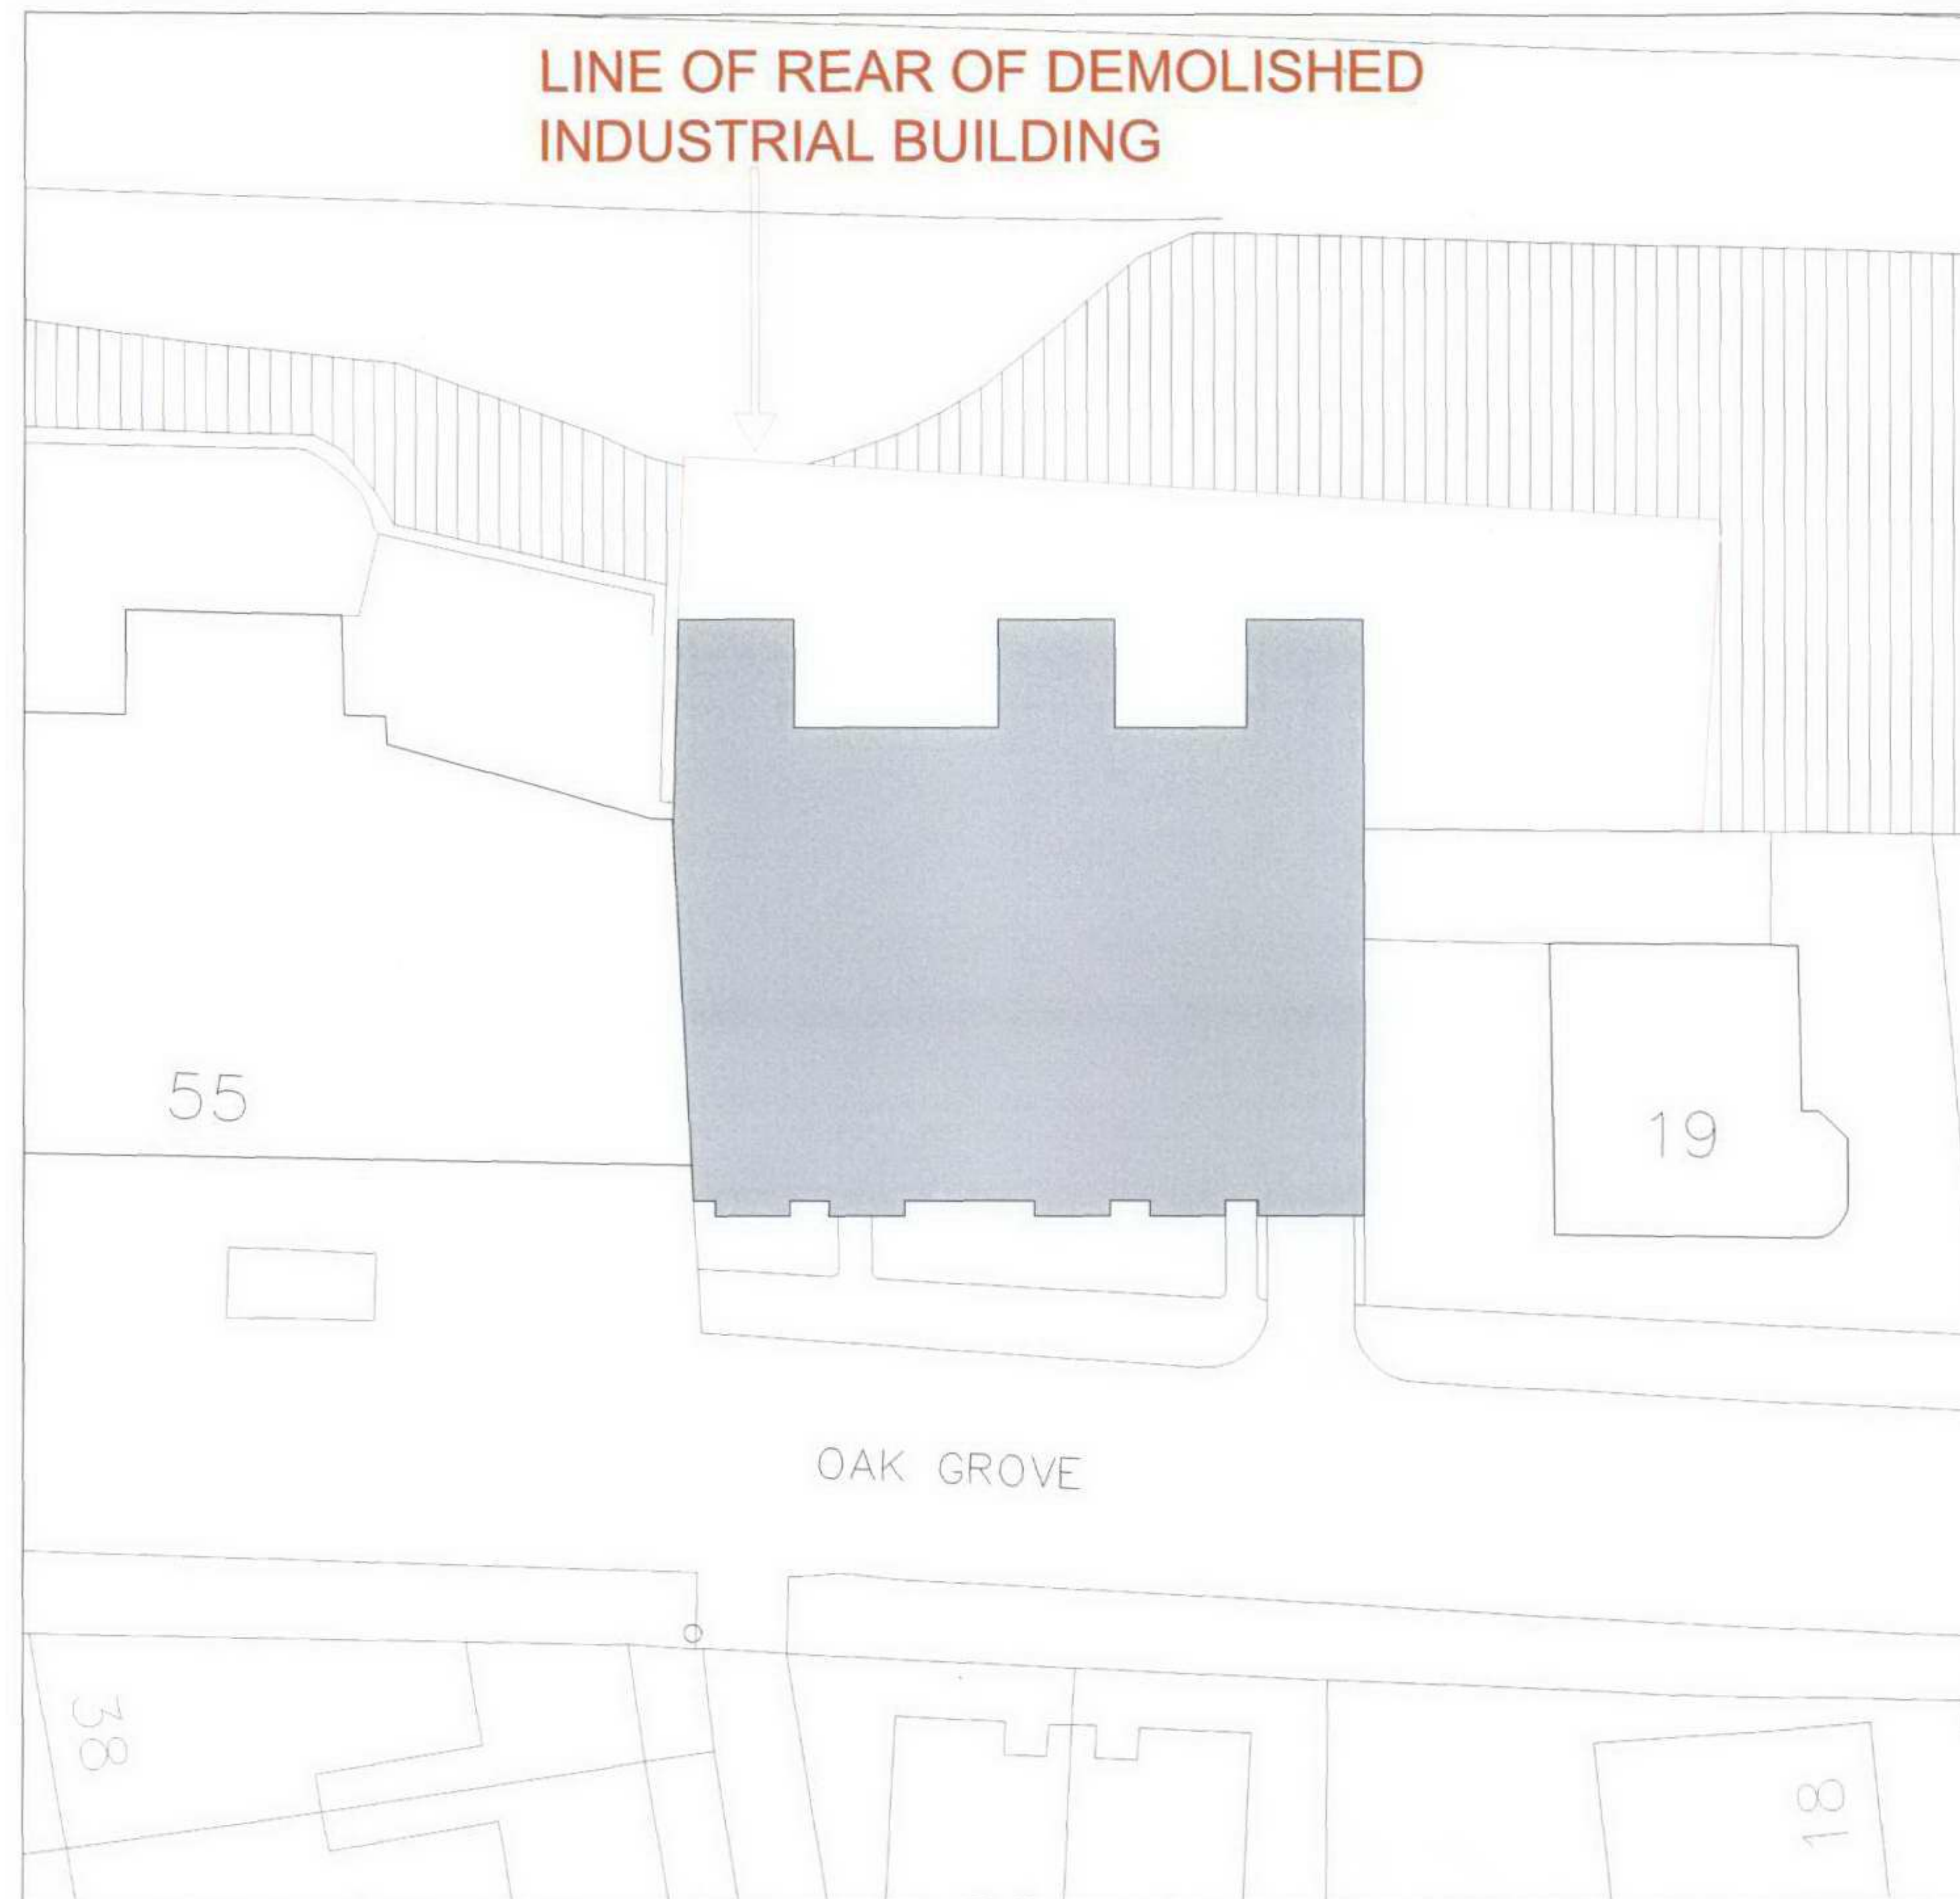 LINE OF REAR OF DEMOLISHED
INDUSTRIAL BUILDING
55
19
OAK GROVE
38
18